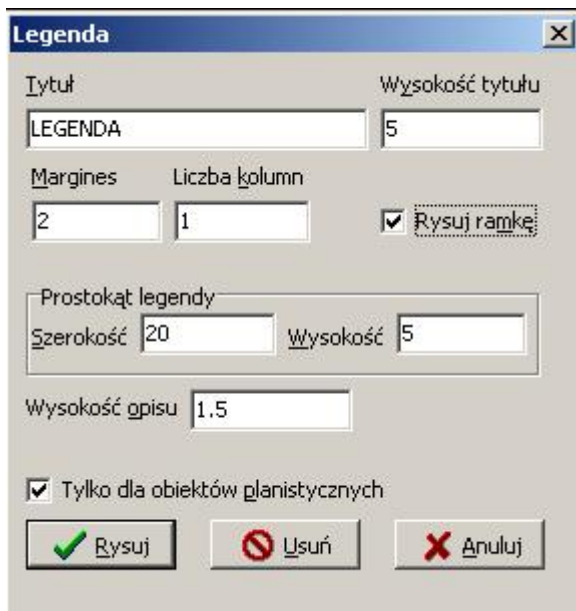 Legenda
Tytuł Wysokość tytułu
LEGENDA 5
Margines Liczba kolumn
2 1 Rysuj ramkę
Prostokąt legendy
Szerokość 20 Wysokość 5
Wysokość opisu 1.5
Tylko dla obiektów planistycznych
Rysuj Usuń Anuluj